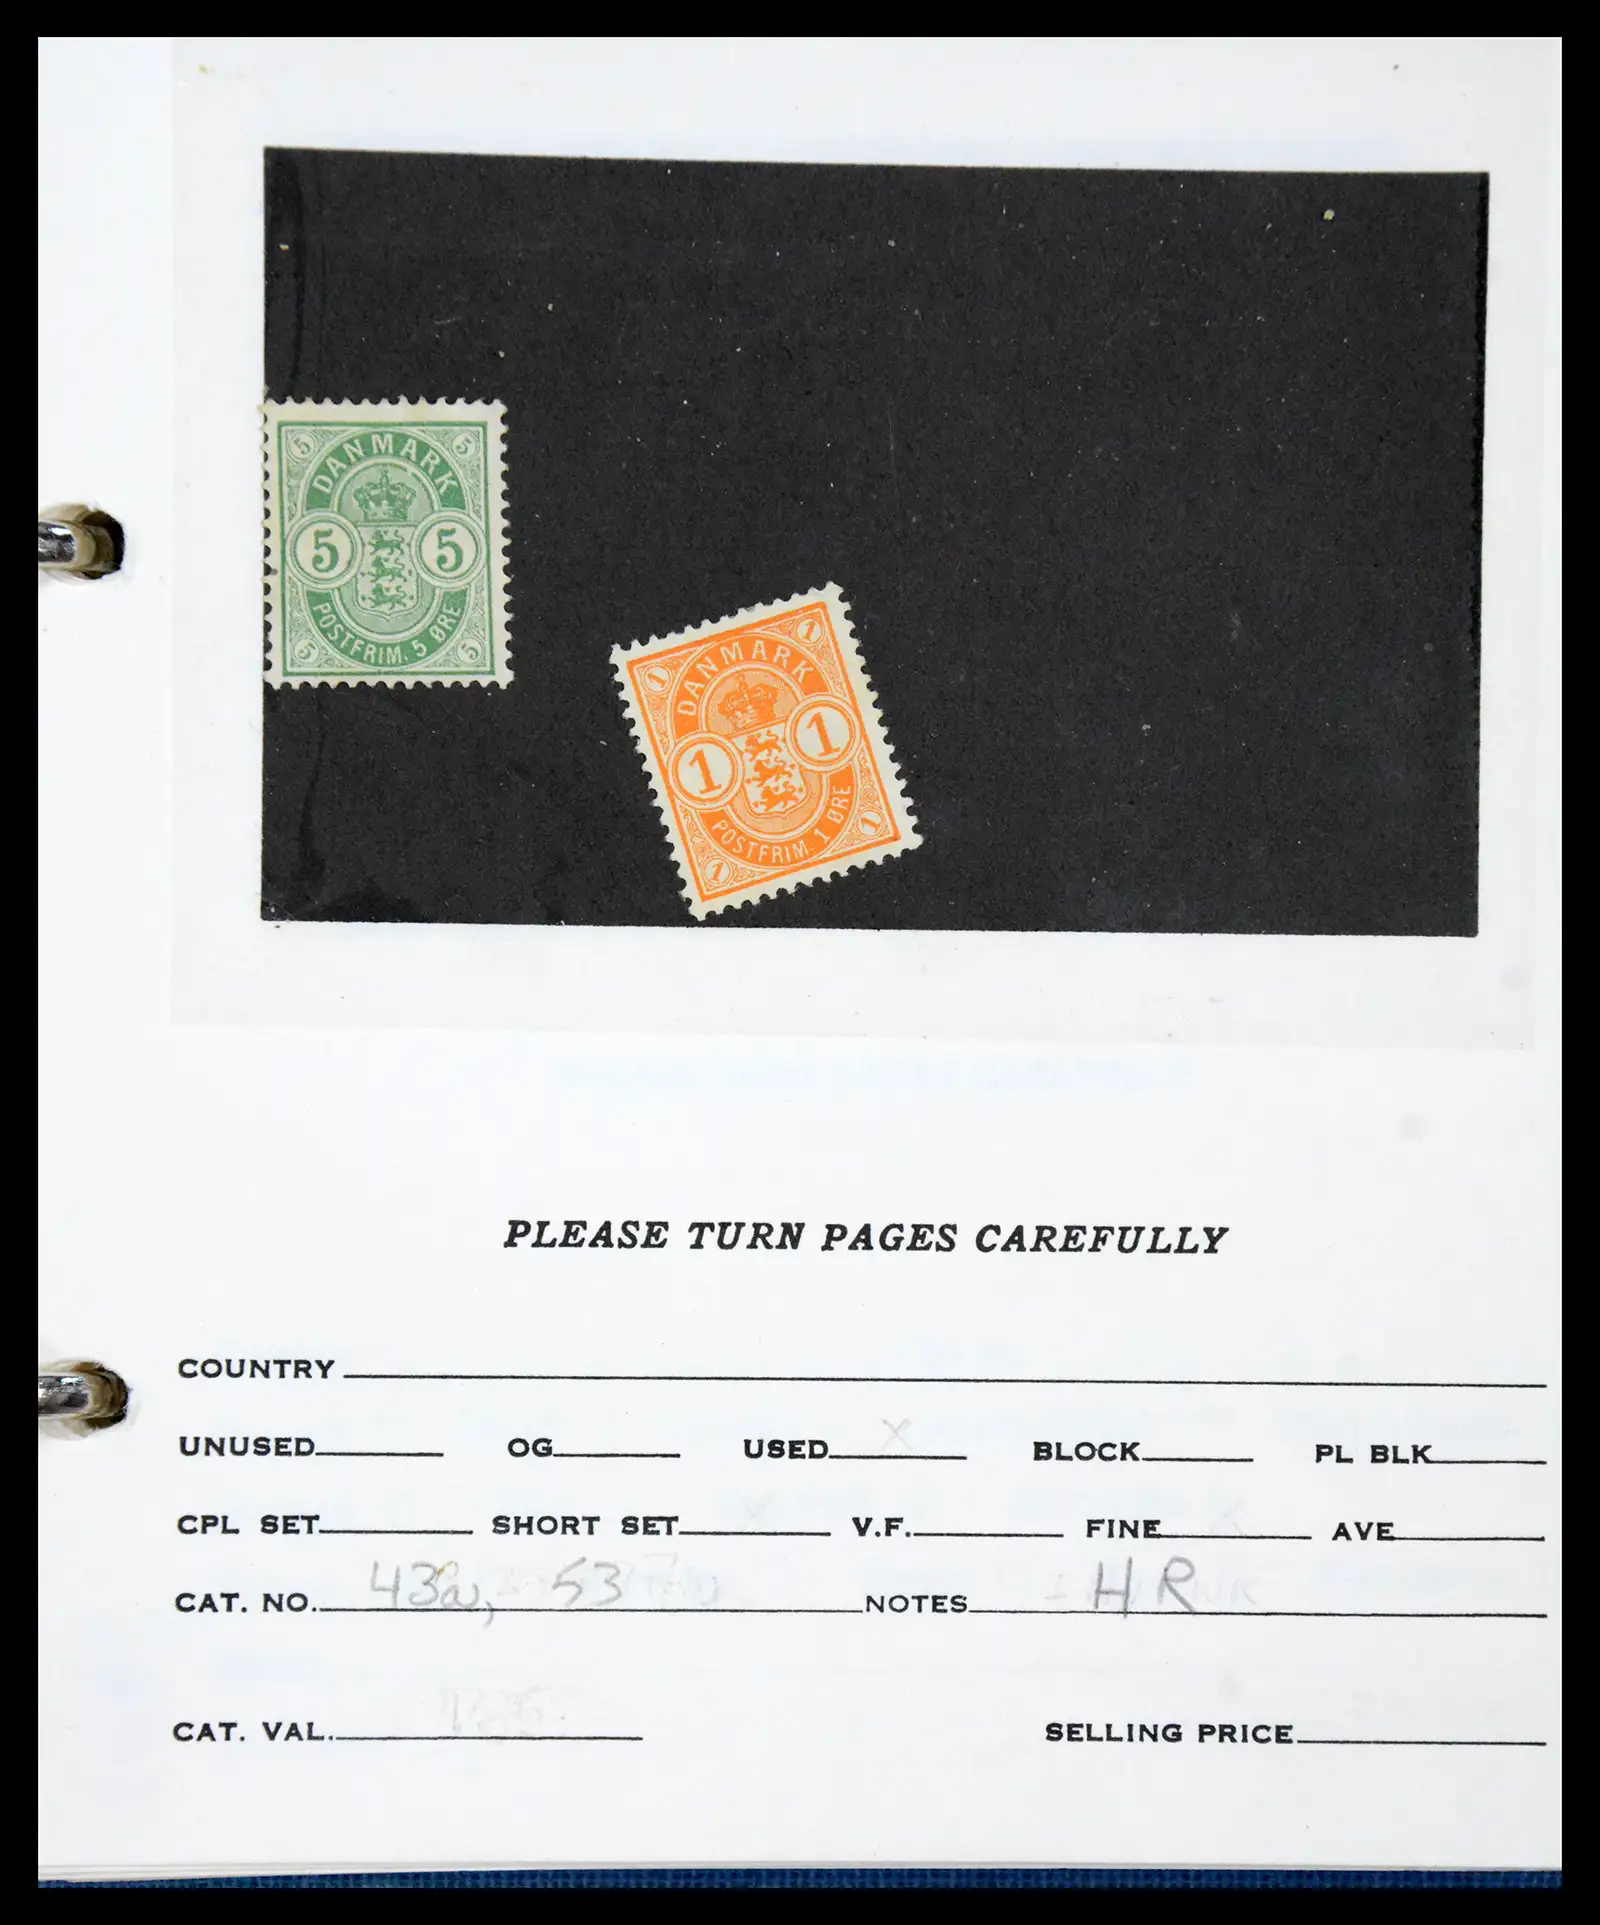 5 DANMARK 5
5 5
5 POSTFRIM. 5 ØRE. 5
1 DANMARK 1
1 1
1 POSTFRIM. 1 ØRE 1
PLEASE TURN PAGES CAREFULLY
COUNTRY
UNUSED OG USED X BLOCK PL BLK
CPL SET SHORT SET X V.F. FINE X AVE
CAT. NO. 43a, 53 NOTES HR
CAT. VAL. SELLING PRICE